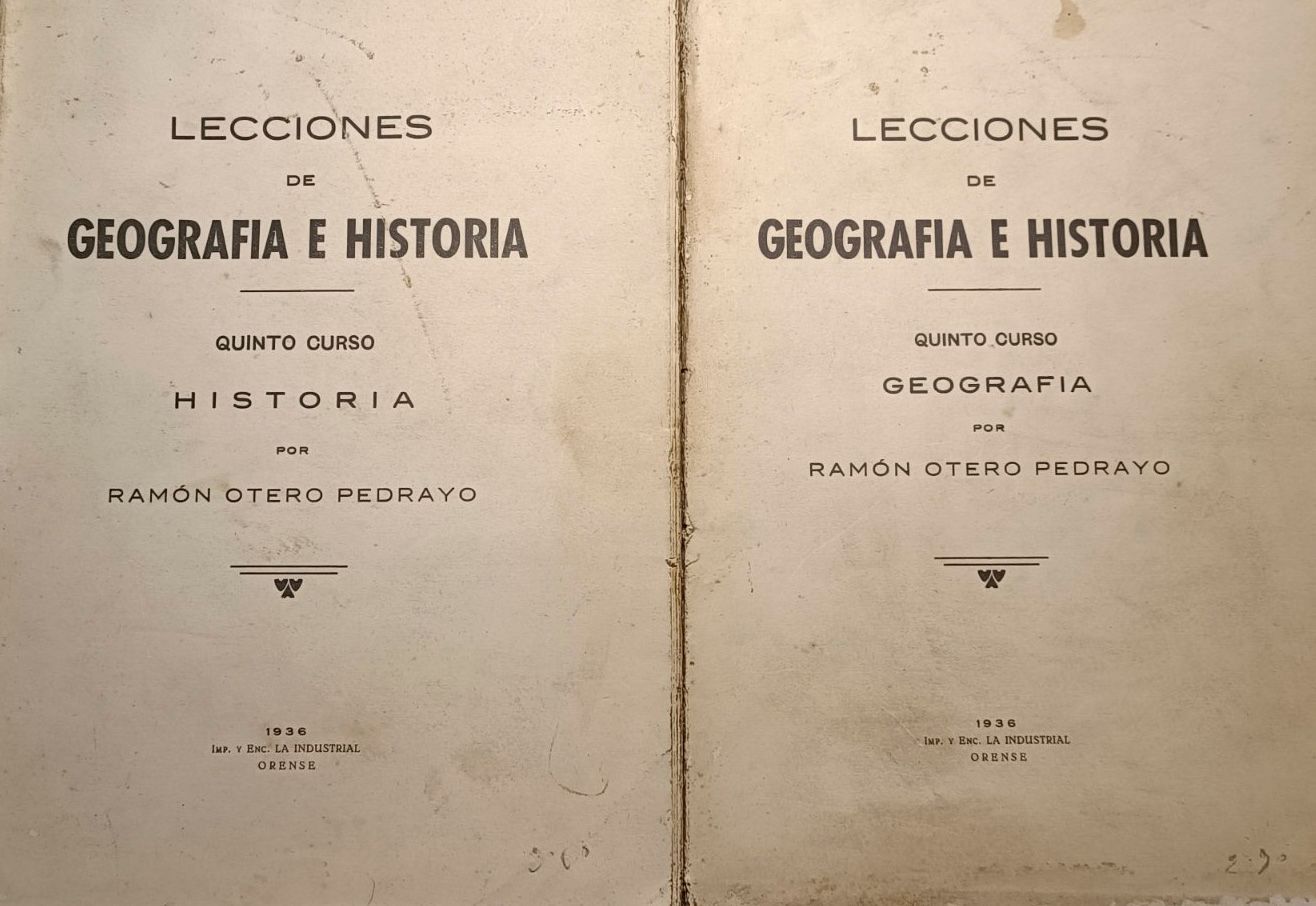 LECCIONES
DE
GEOGRAFIA E HISTORIA
QUINTO CURSO
HISTORIA
POR
RAMÓN OTERO PEDRAYO
1936
IMP. Y ENC. LA INDUSTRIAL
ORENSE
LECCIONES
DE
GEOGRAFIA E HISTORIA
QUINTO CURSO
GEOGRAFIA
POR
RAMÓN OTERO PEDRAYO
1936
IMP. Y ENC. LA INDUSTRIAL
ORENSE